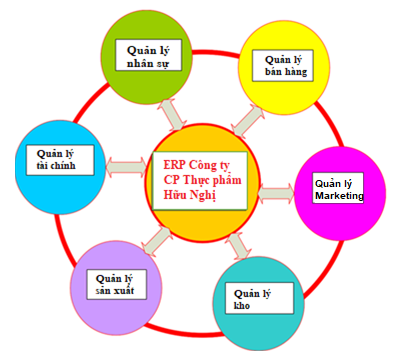 Quản lý
nhân sự
Quản lý
bán hàng
Quản lý
tài chính
ERP Công ty
CP Thực phẩm
Hữu Nghị
Quản lý
Marketing
Quản lý
sản xuất
Quản lý
kho